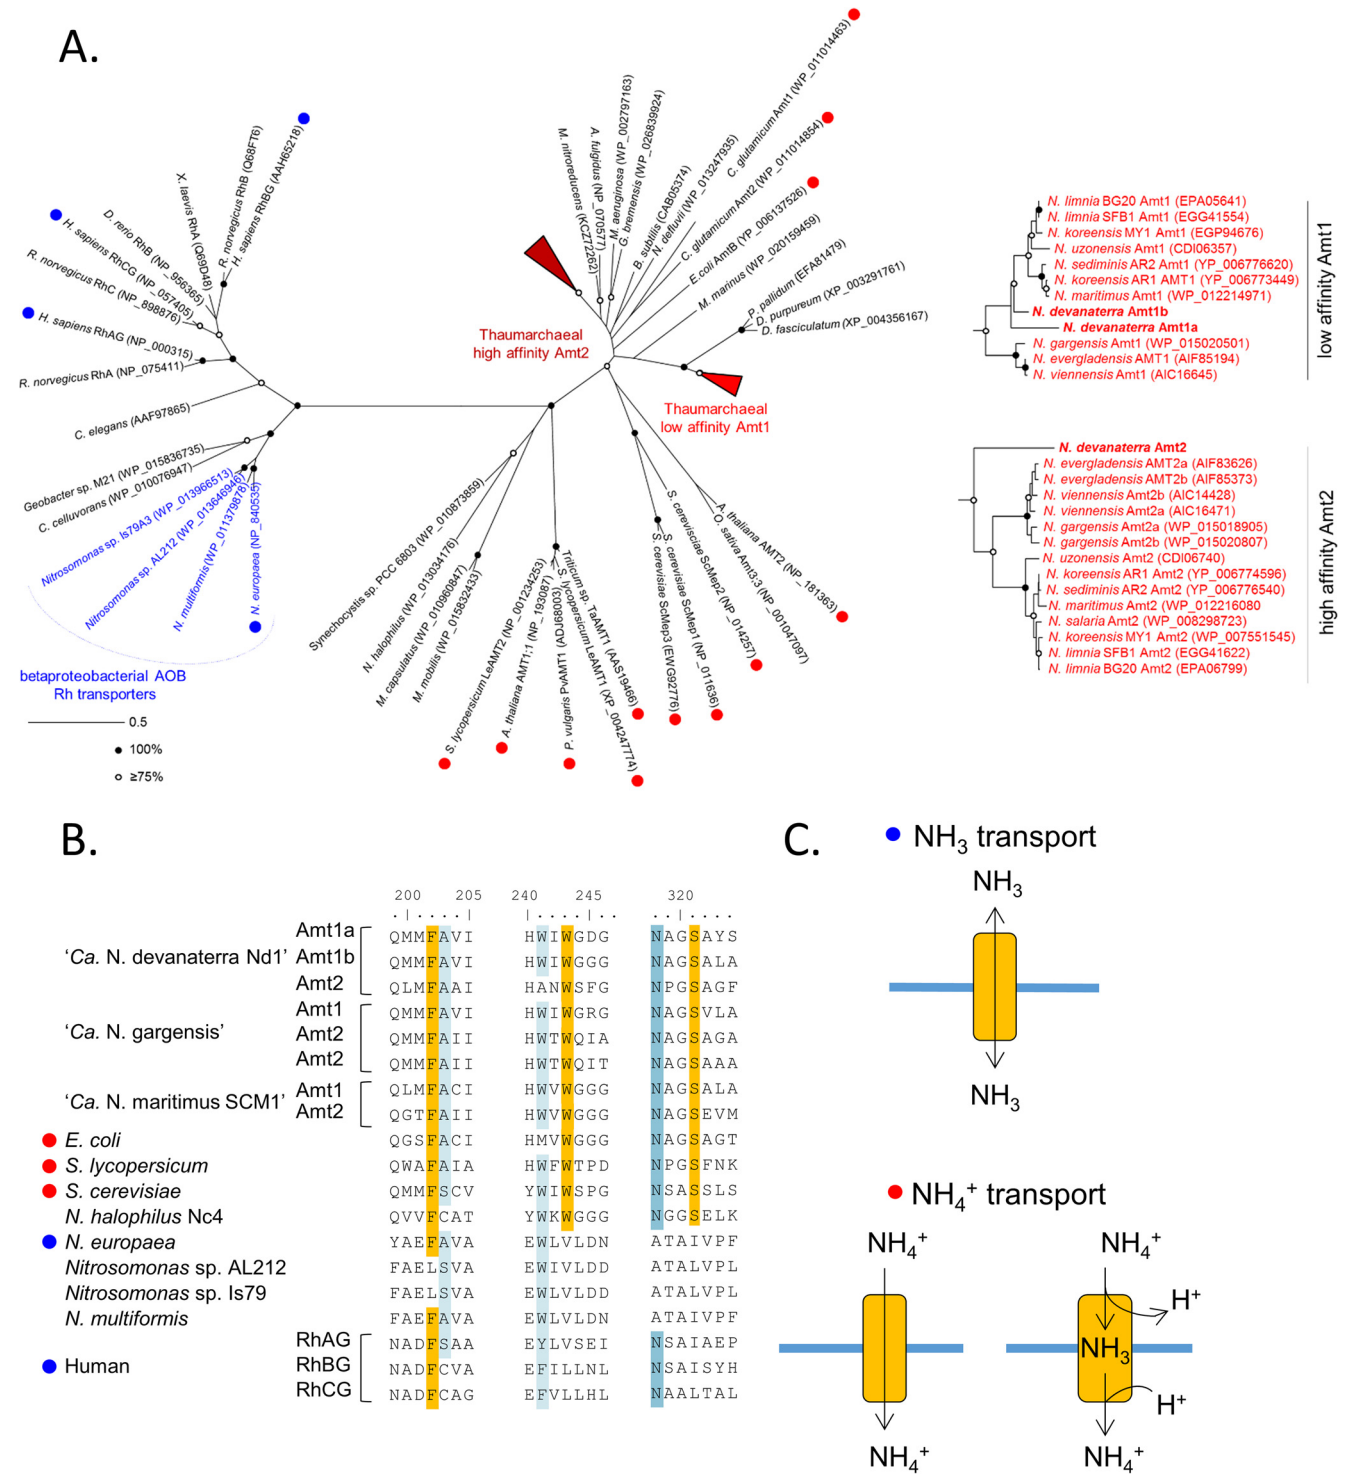 A.
H. sapiens RhBG (AAH65218)
R. norvegicus RhB (Q68FT6)
X. laevis RhA (Q69D48)
D. rerio RhB (NP_956365)
H. sapiens RhCG (NP_057405)
R. norvegicus RhC (NP_898876)
H. sapiens RhAG (NP_000315)
R. norvegicus RhA (NP_075411)
C. elegans (AAF97865)
Geobacter sp. M21 (WP_015836735)
C. celluvorans (WP_010076947)
Nitrosomonas sp. Is79A3 (WP_013966513)
Nitrosomonas sp. AL212 (WP_013646946)
N. multiformis (WP_011379878)
N. europaea (NP_840535)
betaproteobacterial AOB
Rh transporters
0.5
100%
≥75%
Thaumarchaeal
high affinity Amt2
M. nitroreducens (KCZ72262)
A. fulgidus (NP_070577)
M. aeruginosa (WP_002797163)
G. bremensis (WP_026839924)
B. subtilis (CAB05374)
N. defluvii (WP_013247935)
C. glutamicum Amt1 (WP_011014463)
C. glutamicum Amt2 (WP_011014854)
E.coli AmtB (YP_006137526)
M. marinus (WP_020159459)
P. pallidum (EFA81479)
D. purpureum (XP_003291761)
D. fasciculatum (XP_004356167)
Thaumarchaeal
low affinity Amt1
A. thaliana AMT2 (NP_181363)
O. sativa Amt3;3 (NP_001047097)
S. cerevisciae ScMep2 (NP_014257)
S. cerevisiae ScMep1 (NP_011636)
S. cerevisiae ScMep3 (EWG92776)
Triticum sp. TaAMT1 (AAS19466)
S. lycopersicum LeAMT1 (XP_004247774)
P. vulgaris PvAMT1 (ADJ68003)
A. thaliana AMT1;1 (NP_193087)
S. lycopersicum LeAMT2 (NP_001234253)
M. mobilis (WP_015832433)
M. capsulatus (WP_010960847)
N. halophilus (WP_013034176)
Synechocystis sp. PCC 6803 (WP_010873859)
N. limnia BG20 Amt1 (EPA05641)
N. limnia SFB1 Amt1 (EGG41554)
N. koreensis MY1 Amt1 (EGP94676)
N. uzonensis Amt1 (CDI06357)
N. sediminis AR2 Amt1 (YP_006776620)
N. koreensis AR1 AMT1 (YP_006773449)
N. maritimus Amt1 (WP_012214971)
N. devanaterra Amt1b
N. devanaterra Amt1a
N. gargensis Amt1 (WP_015020501)
N. evergladensis AMT1 (AIF85194)
N. viennensis Amt1 (AIC16645)
low affinity Amt1
N. devanaterra Amt2
N. evergladensis AMT2a (AIF83626)
N. evergladensis AMT2b (AIF85373)
N. viennensis Amt2b (AIC14428)
N. viennensis Amt2a (AIC16471)
N. gargensis Amt2a (WP_015018905)
N. gargensis Amt2b (WP_015020807)
N. uzonensis Amt2 (CDI06740)
N. koreensis AR1 Amt2 (YP_006774596)
N. sediminis AR2 Amt2 (YP_006776540)
N. maritimus Amt2 (WP_012216080
N. salaria Amt2 (WP_008298723)
N. koreensis MY1 Amt2 (WP_007551545)
N. limnia SFB1 Amt2 (EGG41622)
N. limnia BG20 Amt2 (EPA06799)
high affinity Amt2
B.
200 205 240 245 320
'Ca. N. devanaterra Nd1'
Amt1a QMMFAVI HWIWGDG NAGSAYS
Amt1b QMMFAVI HWIWGGG NAGSALA
Amt2 QLMFAAI HANWSFG NPGSAGF
'Ca. N. gargensis'
Amt1 QMMFAVI HWIWGRG NAGSVLA
Amt2 QMMFAII HWTWQIA NAGSAGA
Amt2 QMMFAII HWTWQIT NAGSAAA
'Ca. N. maritimus SCM1'
Amt1 QLMFACI HWVWGGG NAGSALA
Amt2 QGTFAII HWVWGGG NAGSEVM
E. coli QGSFACI HMVWGGG NAGSAGT
S. lycopersicum QWAFAIA HWFWTPD NPGSFNK
S. cerevisiae QMMFSCV YWIWSPG NSASSLS
N. halophilus Nc4 QVVFCAT YWKWGGG NGGSELK
N. europaea YAEFAVA EWLVLDN ATAIVPF
Nitrosomonas sp. AL212 FAELSVA EWIVLDD ATALVPL
Nitrosomonas sp. Is79 FAELSVA EWIVLDD ATALVPL
N. multiformis FAEFAVA EWLVLDN ATAIVPF
Human
RhAG NADFSAA EYLVSEI NSAIAEP
RhBG NADFCVA EFILLNL NSAISYH
RhCG NADFCAG EFVLLHL NAALTAL
C.
NH3 transport
NH3
NH3
NH4+ transport
NH4+ NH4+
H+
NH3
H+
NH4+ NH4+